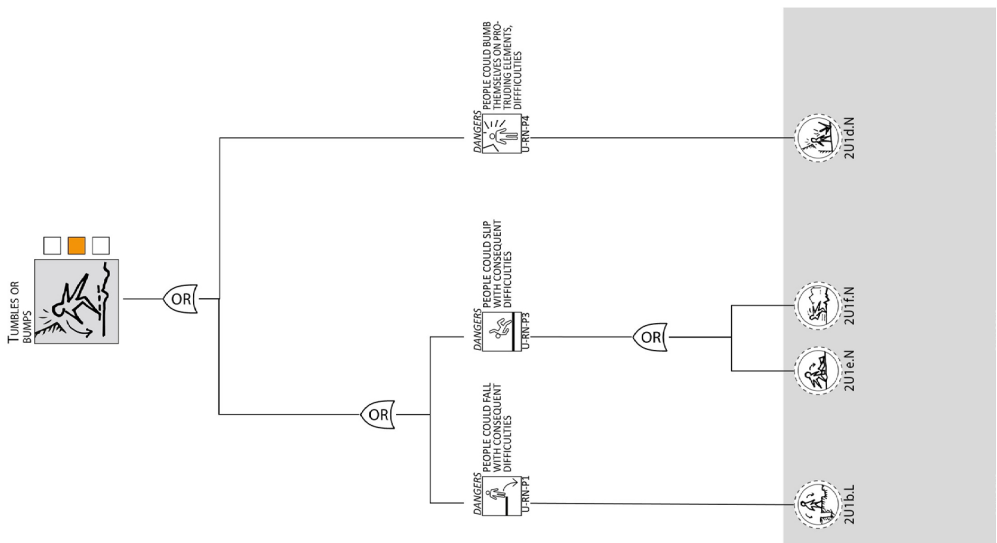 TUMBLES OR
BUMPS
OR
OR
DANGERS
PEOPLE COULD FALL
WITH CONSEQUENT
DIFFICULTIES
U-RN-P1
DANGERS
PEOPLE COULD SLIP
WITH CONSEQUENT
DIFFICULTIES
U-RN-P3
DANGERS
PEOPLE COULD BUMB
THEMSELVES ON PRO-
TRUDING ELEMENTS,
DIFFFICULTIES
U-RN-P4
OR
2U1b.L
2U1e.N
2U1f.N
2U1d.N